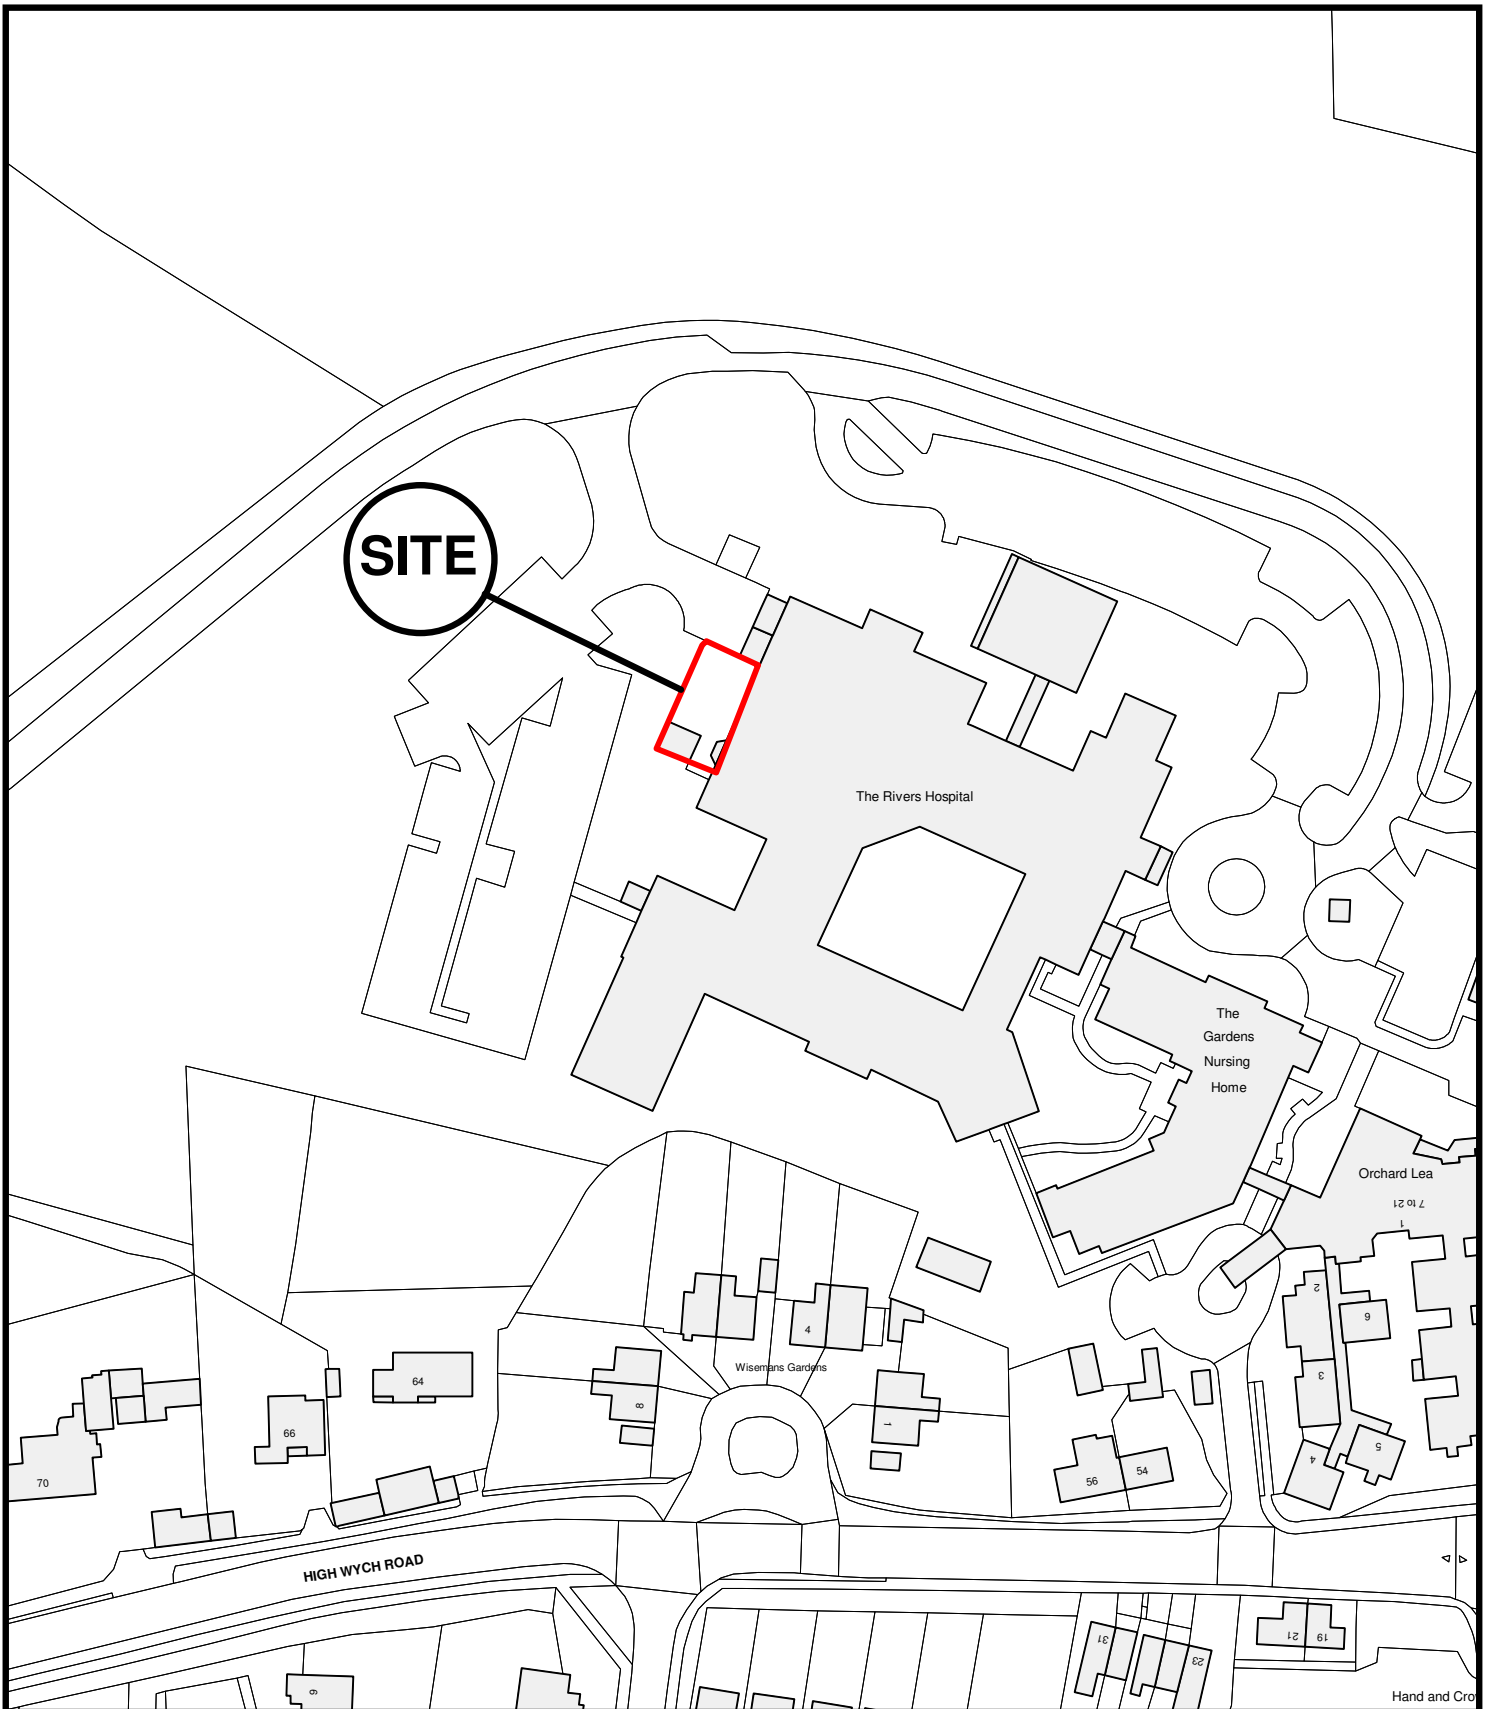 SITE
The Rivers Hospital
The
Gardens
Nursing
Home
Orchard Lea
7 to 21
1
2
6
3
5
4
4
Wisemans Gardens
8
1
64
66
70
56
54
HIGH WYCH ROAD
31
23
21
19
9
Hand and Cro